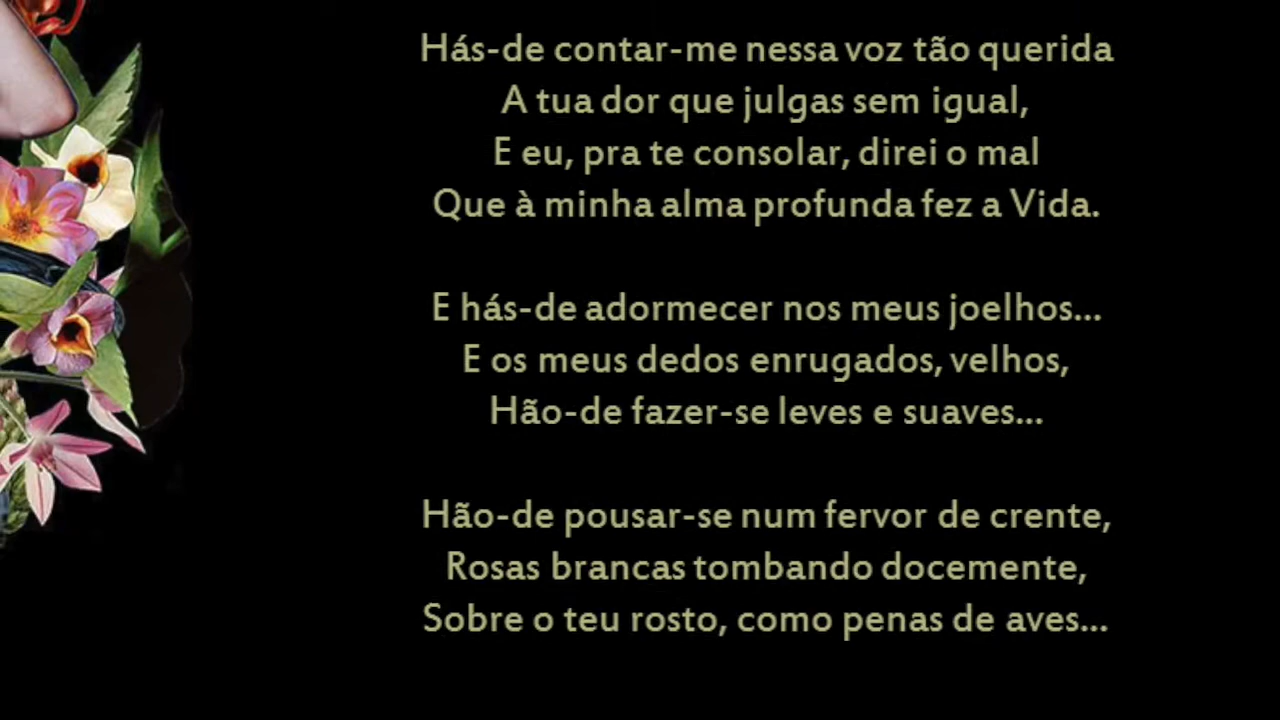 Hás-de contar-me nessa voz tão querida
A tua dor que julgas sem igual,
E eu, pra te consolar, direi o mal
Que à minha alma profunda fez a Vida.
E hás-de adormecer nos meus joelhos...
E os meus dedos enrugados, velhos,
Hão-de fazer-se leves e suaves...
Hão-de pousar-se num fervor de crente,
Rosas brancas tombando docemente,
Sobre o teu rosto, como penas de aves...